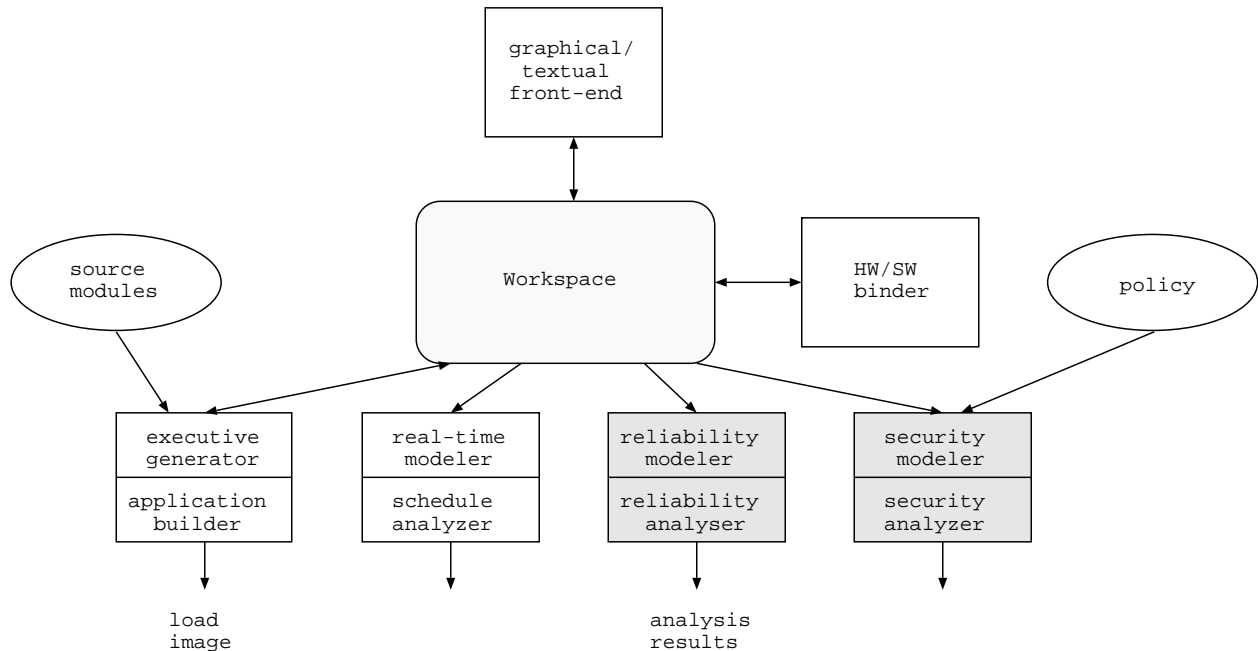 graphical/
textual
front-end
source
modules
Workspace
HW/SW
binder
policy
executive
generator
real-time
modeler
reliability
modeler
security
modeler
application
builder
schedule
analyzer
reliability
analyser
security
analyzer
load
image
analysis
results